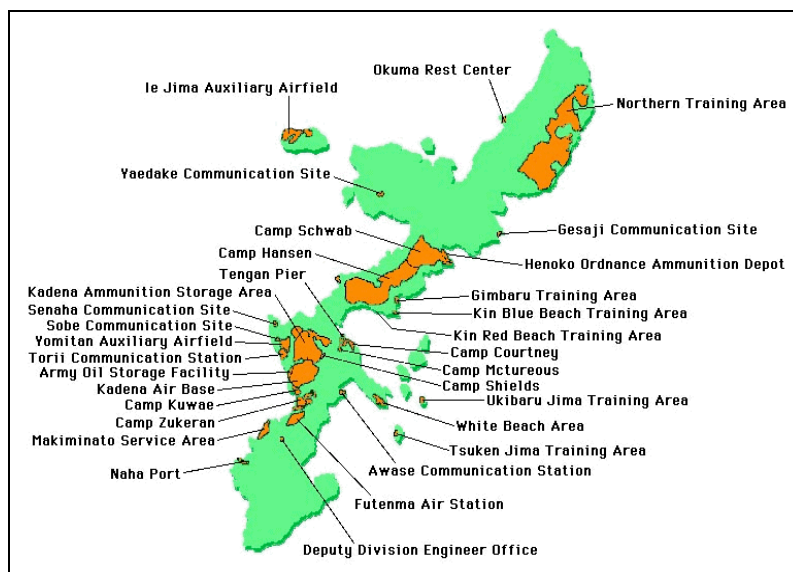 Okuma Rest Center
Ie Jima Auxiliary Airfield
Northern Training Area
Yaedake Communication Site
Camp Schwab
Gesaji Communication Site
Camp Hansen
Henoko Ordnance Ammunition Depot
Tengan Pier
Kadena Ammunition Storage Area
Gimbaru Training Area
Senaha Communication Site
Kin Blue Beach Training Area
Sobe Communication Site
Kin Red Beach Training Area
Yomitan Auxiliary Airfield
Camp Courtney
Torii Communication Station
Camp Mctureous
Army Oil Storage Facility
Camp Shields
Kadena Air Base
Ukibaru Jima Training Area
Camp Kuwae
Camp Zukeran
White Beach Area
Makiminato Service Area
Tsuken Jima Training Area
Awase Communication Station
Naha Port
Futenma Air Station
Deputy Division Engineer Office